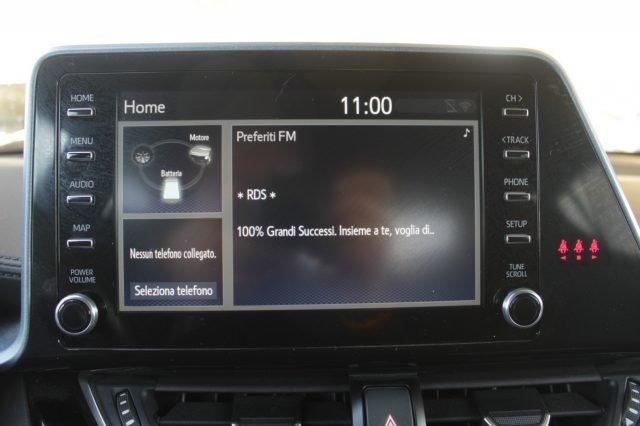 HOME
MENU
AUDIO
MAP
POWER
VOLUME
Home
11:00
Motore
Batteria
Nessun telefono collegato.
Seleziona telefono
Preferiti FM
* RDS *
100% Grandi Successi. Insieme a te, voglia di..
CH >
< TRACK
PHONE
SETUP
TUNE
SCROLL